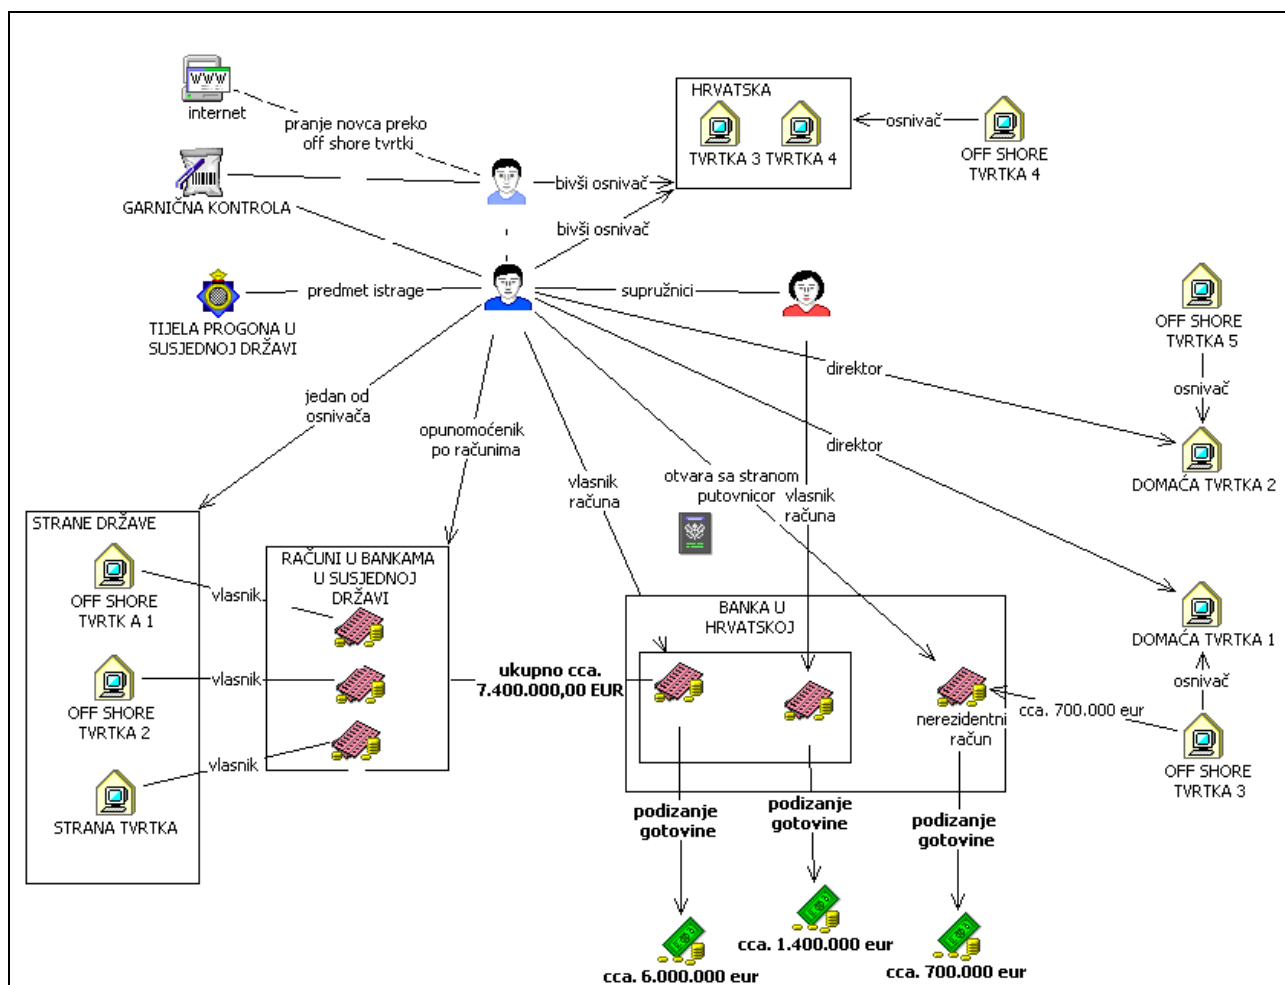 WWW
internet
pranje novca preko
off shore tvrtki
HRVATSKA
TVRTKA 3
TVRTKA 4
osnivač
OFF SHORE
TVRTKA 4
GARNIČNA KONTROLA
bivši osnivač
bivši osnivač
TIJELA PROGONA U
SUSJEDNOJ DRŽAVI
predmet istrage
supružnici
OFF SHORE
TVRTKA 5
osnivač
direktor
DOMAĆA TVRTKA 2
jedan od
osnivača
opunomoćenik
po računima
vlasnik
računa
otvara sa stranom
putovnicor
vlasnik
računa
direktor
STRANE DRŽAVE
OFF SHORE
TVRTK A 1
vlasnik
OFF SHORE
TVRTKA 2
vlasnik
STRANA TVRTKA
vlasnik
RAČUNI U BANKAMA
U SUSJEDNOJ
DRŽAVI
ukupno cca.
7.400.000,00 EUR
BANKA U
HRVATSKOJ
nerezidentni
račun
cca. 700.000 eur
DOMAĆA TVRTKA 1
osnivač
OFF SHORE
TVRTKA 3
podizanje
gotovine
podizanje
gotovine
podizanje
gotovine
cca. 6.000.000 eur
cca. 1.400.000 eur
cca. 700.000 eur